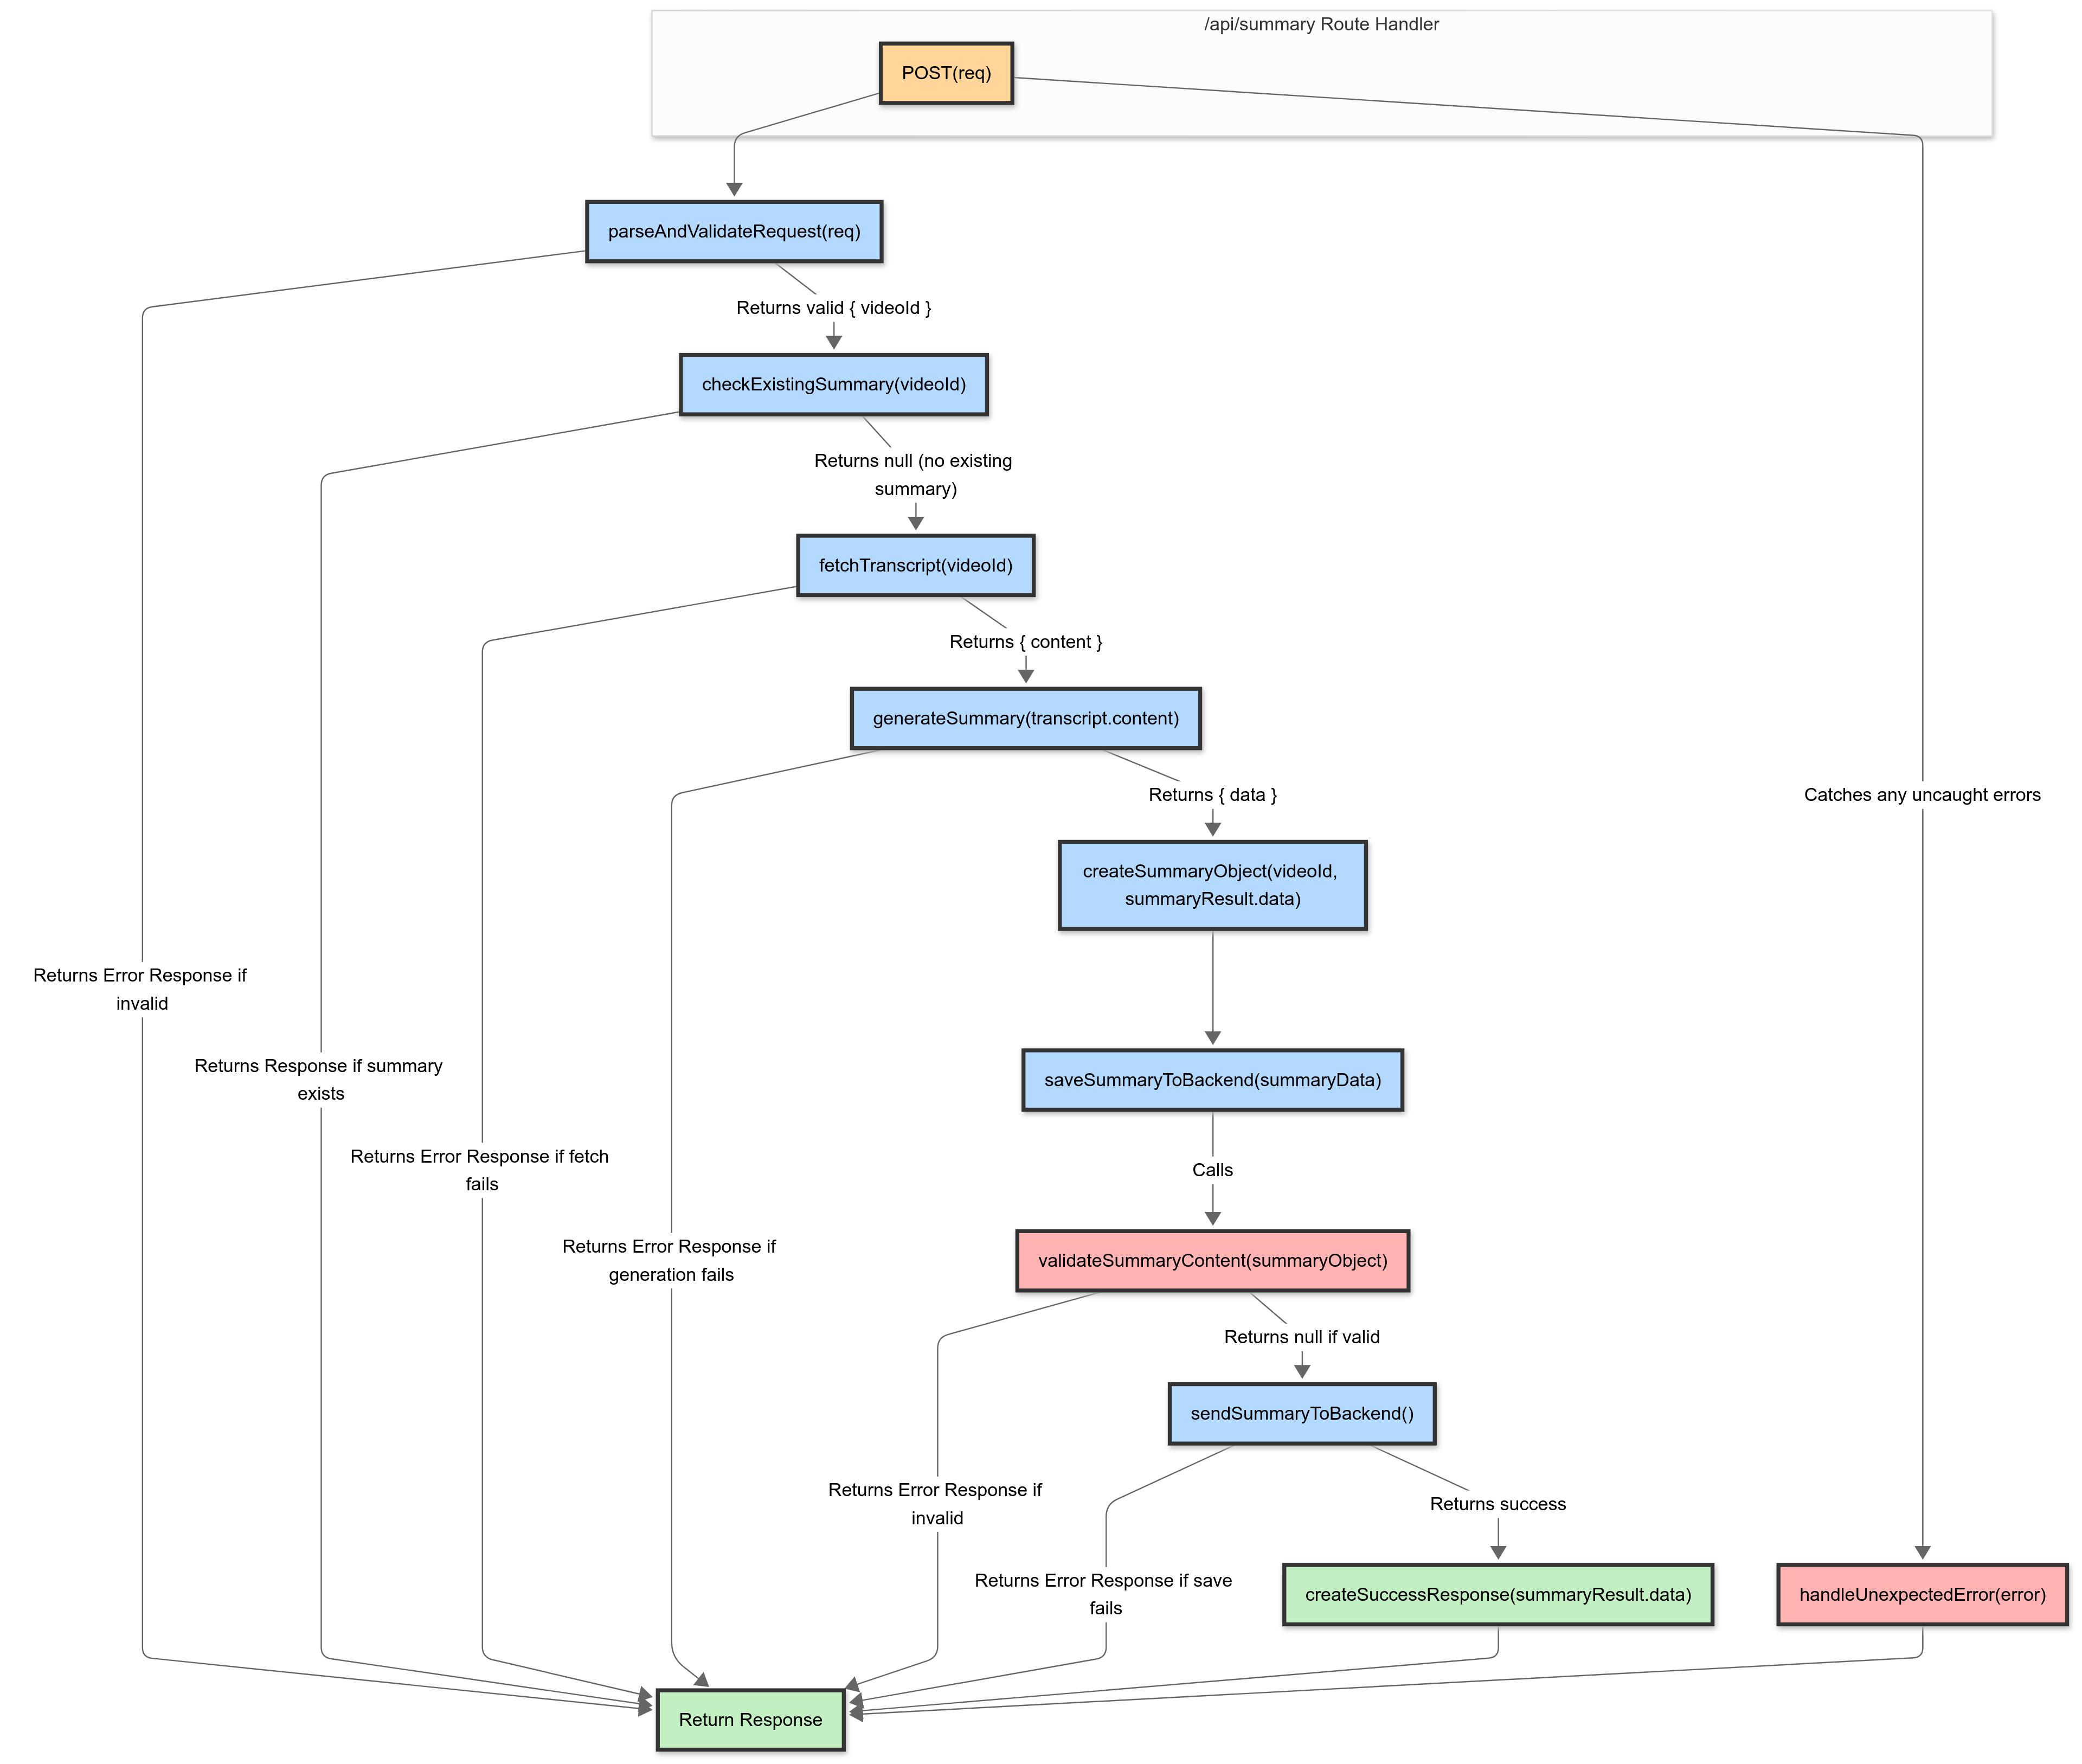 /api/summary Route Handler
POST(req)
parseAndValidateRequest(req)
Returns valid { videoId }
checkExistingSummary(videoId)
Returns null (no existing
summary)
fetchTranscript(videoId)
Returns { content }
generateSummary(transcript.content)
Returns { data }
Catches any uncaught errors
createSummaryObject(videoId,
summaryResult.data)
Returns Error Response if
invalid
Returns Response if summary
exists
saveSummaryToBackend(summaryData)
Returns Error Response if fetch
fails
Calls
Returns Error Response if
generation fails
validateSummaryContent(summaryObject)
Returns null if valid
sendSummaryToBackend()
Returns Error Response if
invalid
Returns success
Returns Error Response if save
fails
createSuccessResponse(summaryResult.data)
handleUnexpectedError(error)
Return Response